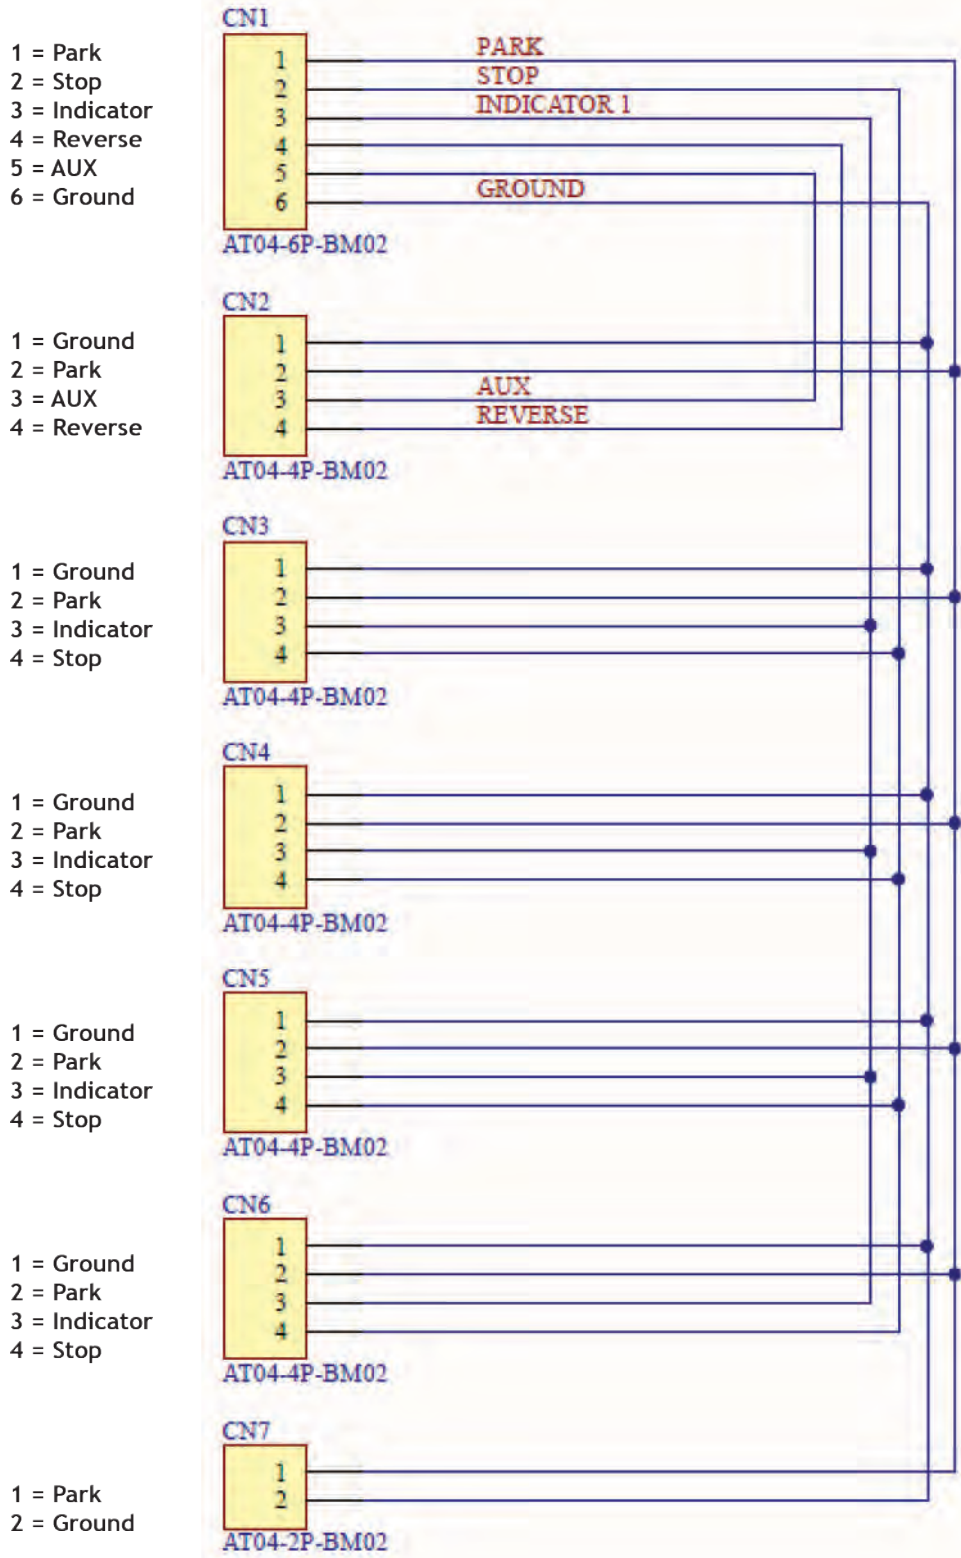 CN1
1 = Park
2 = Stop
3 = Indicator
4 = Reverse
5 = AUX
6 = Ground
1 PARK
2 STOP
3 INDICATOR 1
4
5
6 GROUND
AT04-6P-BM02
CN2
1 = Ground
2 = Park
3 = AUX
4 = Reverse
1
2
3 AUX
4 REVERSE
AT04-4P-BM02
CN3
1 = Ground
2 = Park
3 = Indicator
4 = Stop
1
2
3
4
AT04-4P-BM02
CN4
1 = Ground
2 = Park
3 = Indicator
4 = Stop
1
2
3
4
AT04-4P-BM02
CN5
1 = Ground
2 = Park
3 = Indicator
4 = Stop
1
2
3
4
AT04-4P-BM02
CN6
1 = Ground
2 = Park
3 = Indicator
4 = Stop
1
2
3
4
AT04-4P-BM02
CN7
1 = Park
2 = Ground
1
2
AT04-2P-BM02